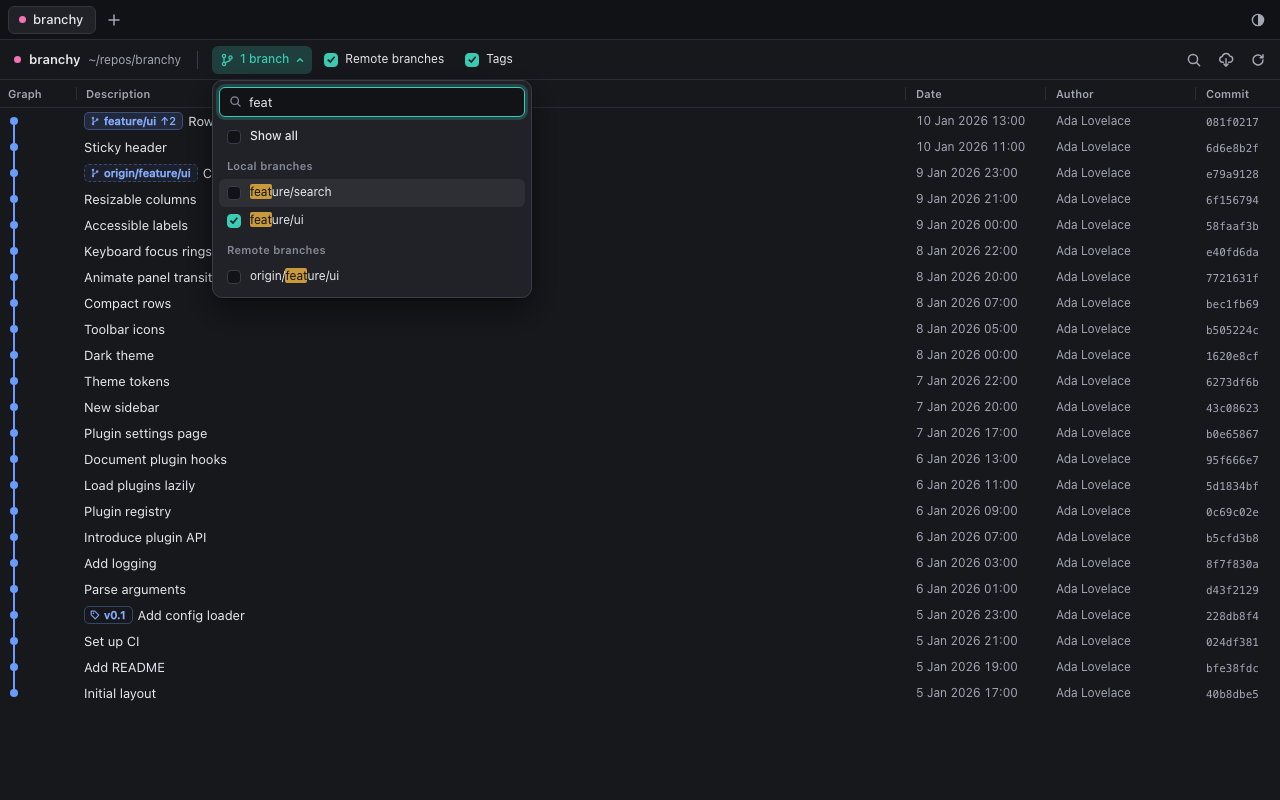 branchy
branchy ~/repos/branchy 1 branch Remote branches Tags
Graph Description Date Author Commit
feat
Show all
Local branches
feature/search
feature/ui
Remote branches
origin/feature/ui
feature/ui ↑2 Row 10 Jan 2026 13:00 Ada Lovelace 081f0217
Sticky header 10 Jan 2026 11:00 Ada Lovelace 6d6e8b2f
origin/feature/ui C 9 Jan 2026 23:00 Ada Lovelace e79a9128
Resizable columns 9 Jan 2026 21:00 Ada Lovelace 6f156794
Accessible labels 9 Jan 2026 00:00 Ada Lovelace 58faaf3b
Keyboard focus rings 8 Jan 2026 22:00 Ada Lovelace e40fd6da
Animate panel transit 8 Jan 2026 20:00 Ada Lovelace 7721631f
Compact rows 8 Jan 2026 07:00 Ada Lovelace bec1fb69
Toolbar icons 8 Jan 2026 05:00 Ada Lovelace b505224c
Dark theme 8 Jan 2026 00:00 Ada Lovelace 1620e8cf
Theme tokens 7 Jan 2026 22:00 Ada Lovelace 6273df6b
New sidebar 7 Jan 2026 20:00 Ada Lovelace 43c08623
Plugin settings page 7 Jan 2026 17:00 Ada Lovelace b0e65867
Document plugin hooks 6 Jan 2026 13:00 Ada Lovelace 95f666e7
Load plugins lazily 6 Jan 2026 11:00 Ada Lovelace 5d1834bf
Plugin registry 6 Jan 2026 09:00 Ada Lovelace 0c69c02e
Introduce plugin API 6 Jan 2026 07:00 Ada Lovelace b5cfd3b8
Add logging 6 Jan 2026 03:00 Ada Lovelace 8f7f830a
Parse arguments 6 Jan 2026 01:00 Ada Lovelace d43f2129
v0.1 Add config loader 5 Jan 2026 23:00 Ada Lovelace 228db8f4
Set up CI 5 Jan 2026 21:00 Ada Lovelace 024df381
Add README 5 Jan 2026 19:00 Ada Lovelace bfe38fdc
Initial layout 5 Jan 2026 17:00 Ada Lovelace 40b8dbe5